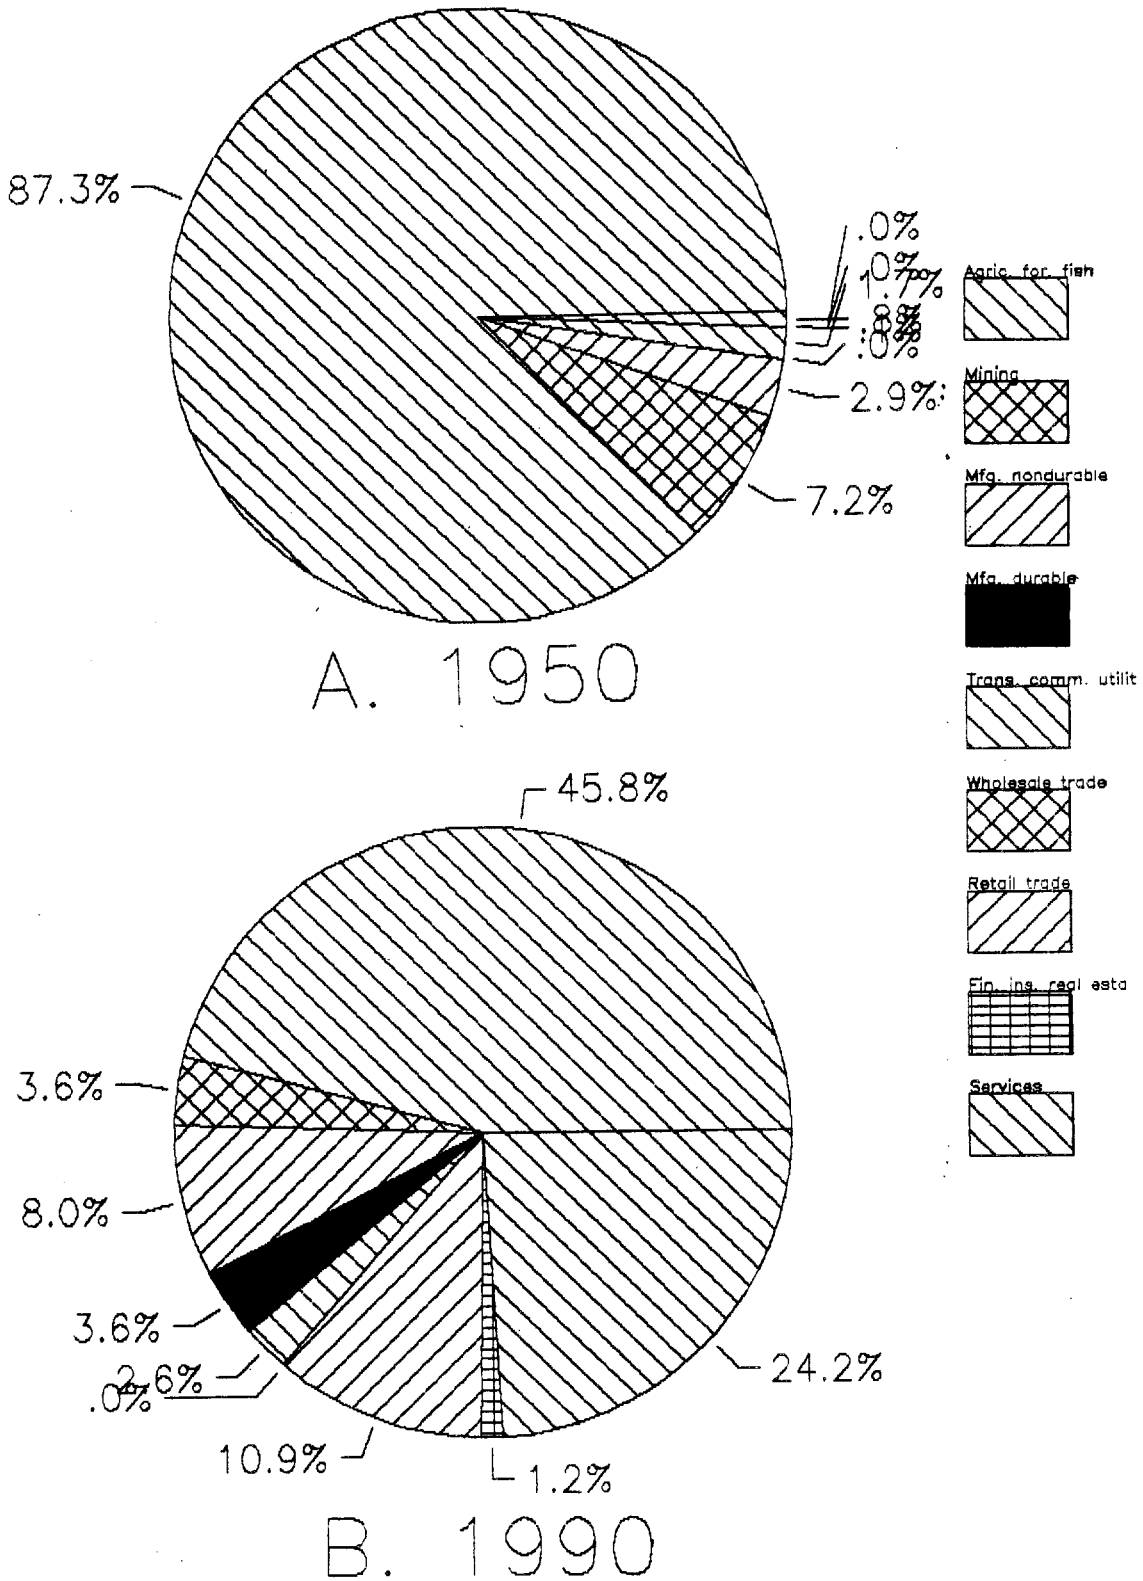 87.3%
.0%
.0%
1.7%
.0%
2.9%
7.2%
A. 1950
Agric. for. fish
Mining
Mfg. nondurable
Mfg. durable
Trans. comm. utilit
Wholesale trade
Retail trade
Fin. ins. real esta
Services
45.8%
3.6%
8.0%
3.6%
2.6%
.0%
10.9%
1.2%
24.2%
B. 1990